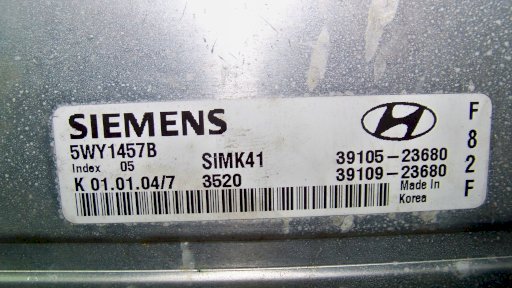 SIEMENS
5WY1457B
Index 05
SIMK41
39105-23680
K 01.01.04/7
3520
39109-23680
Made In
Korea
F
8
2
F